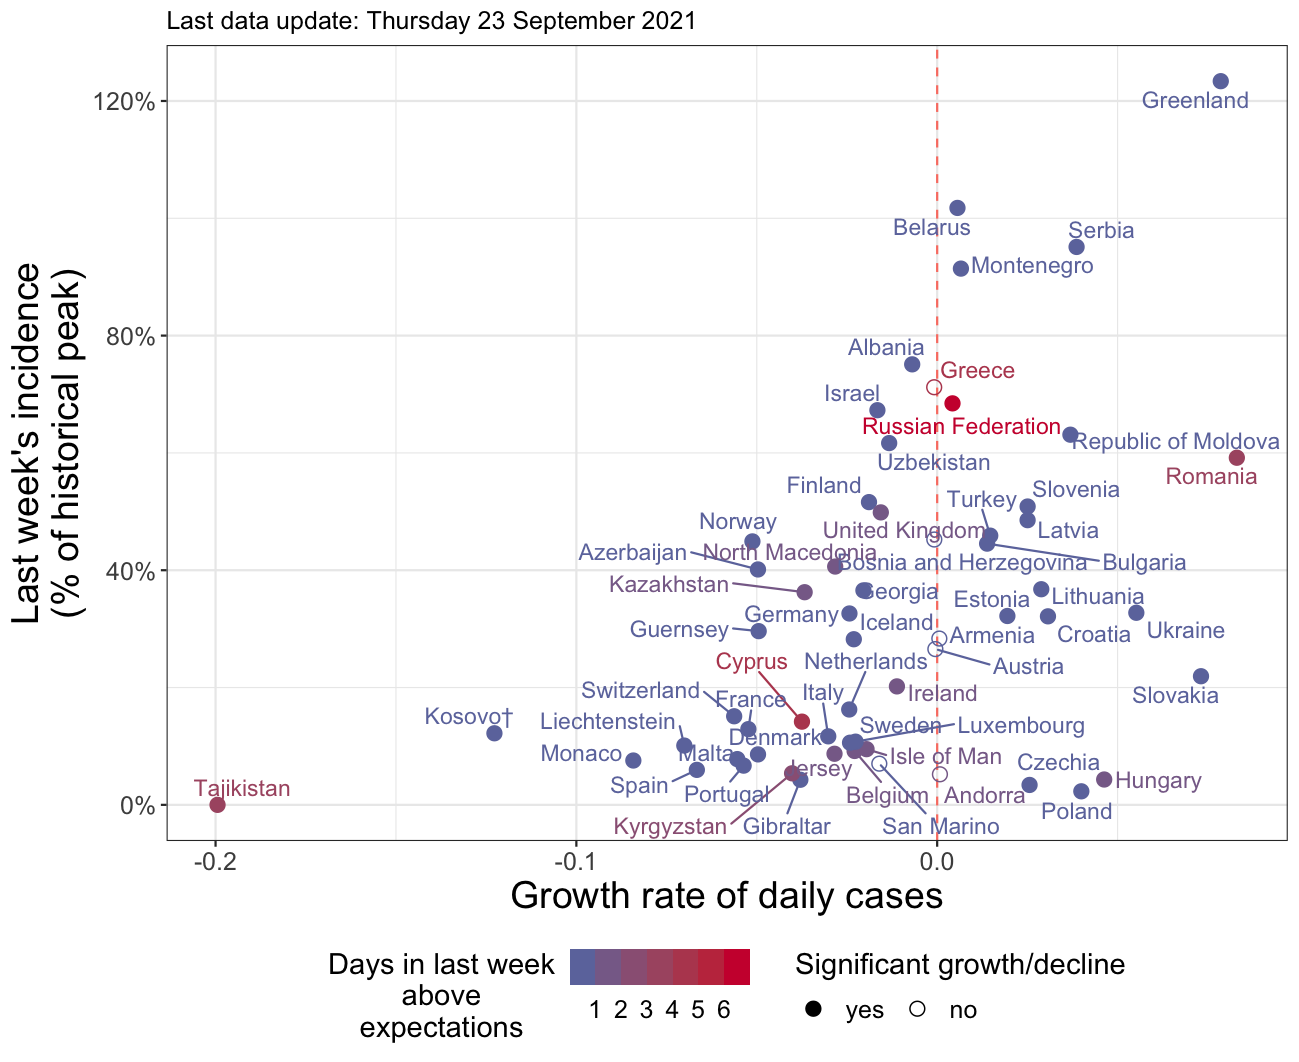 Last data update: Thursday 23 September 2021
Last week's incidence
(% of historical peak)
120%
80%
40%
0%
Greenland
Belarus
Serbia
Montenegro
Albania
Greece
Israel
Russian Federation
Republic of Moldova
Uzbekistan
Romania
Finland
Slovenia
Turkey
Norway
United Kingdom
Latvia
Azerbaijan
North Macedonia
Bosnia and Herzegovina
Bulgaria
Kazakhstan
Georgia
Estonia
Lithuania
Germany
Iceland
Guernsey
Armenia
Croatia
Ukraine
Cyprus
Netherlands
Austria
Switzerland
France
Italy
Ireland
Slovakia
Kosovo†
Liechtenstein
Denmark
Sweden
Luxembourg
Monaco
Malta
Jersey
Isle of Man
Czechia
Spain
Portugal
Belgium
Andorra
Hungary
Tajikistan
Poland
Kyrgyzstan
Gibraltar
San Marino
-0.2
-0.1
0.0
Growth rate of daily cases
Days in last week
above
expectations
1 2 3 4 5 6
Significant growth/decline
yes no